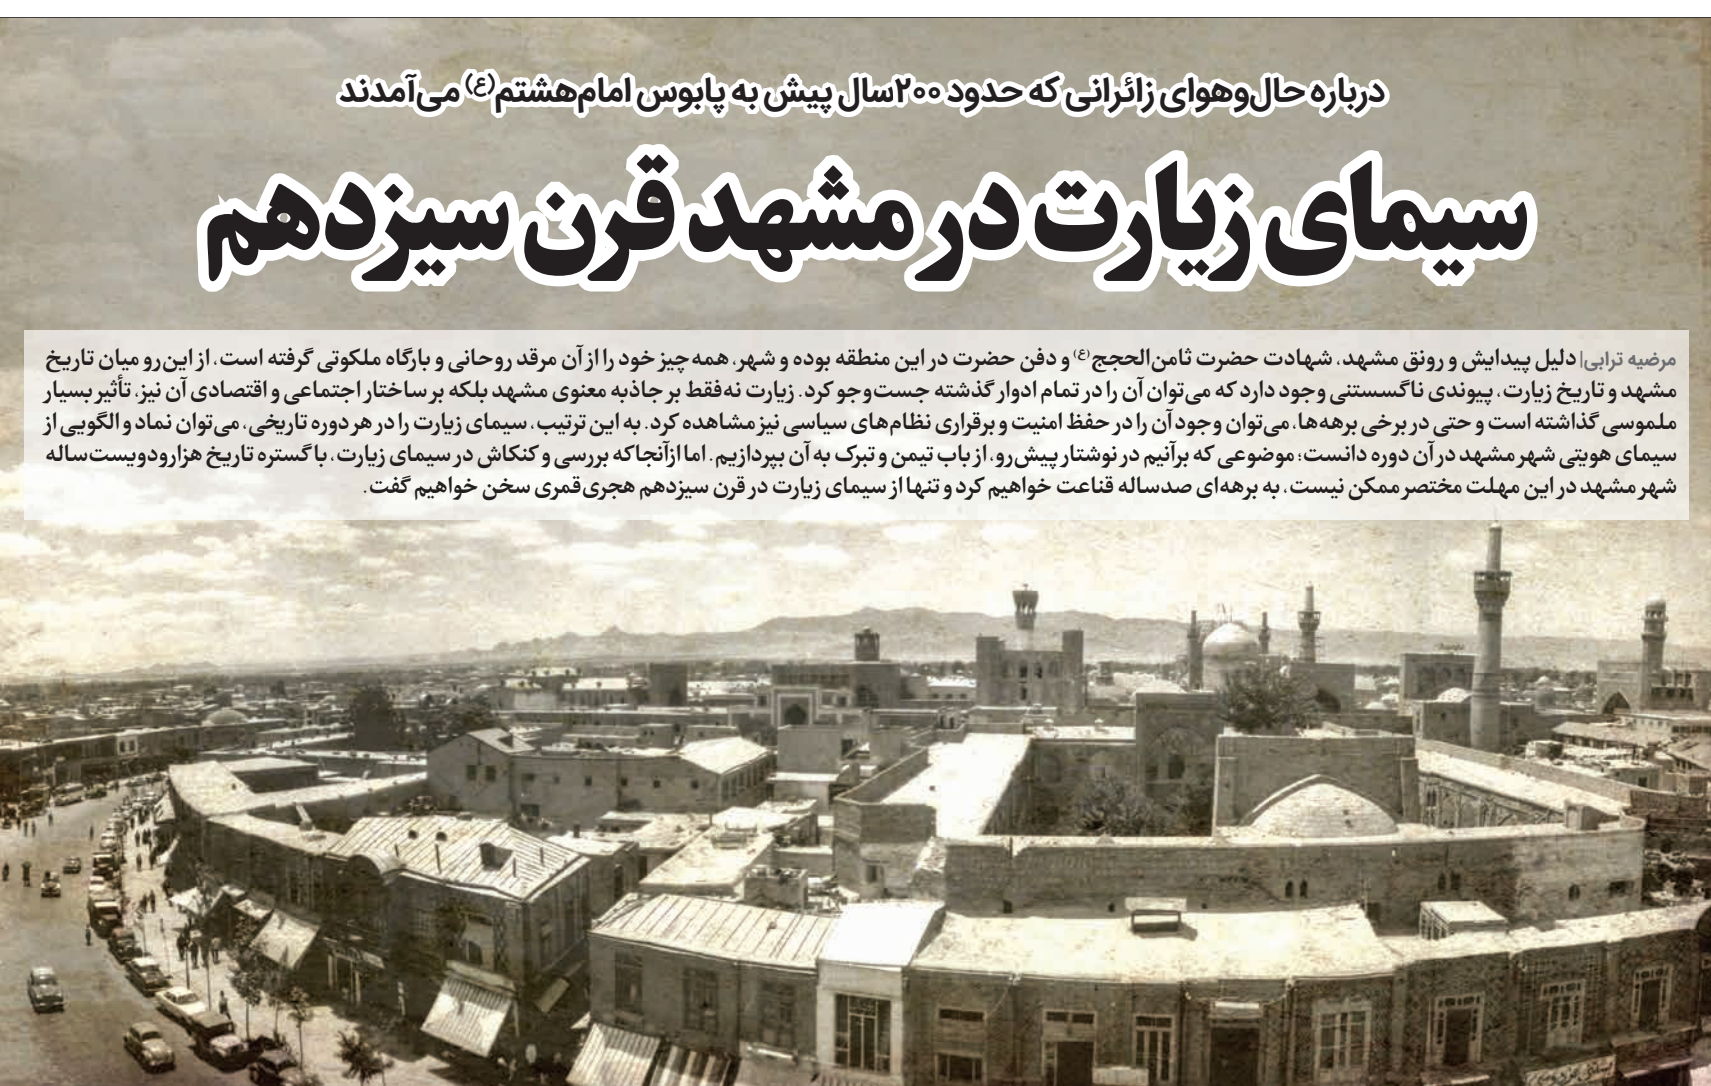 درباره حال‌وهوای زائرانی که حدود ۲۰۰سال پیش به پابوس امام‌هشتم(ع) می‌آمدند
سیمای زیارت در مشهد قرن سیزدهم
مرضیه ترابی| دلیل پیدایش و رونق مشهد، شهادت حضرت ثامن‌الحجج(ع) و دفن حضرت در این منطقه بوده و شهر، همه‌چیز خود را از آن مرقد روحانی و بارگاه ملکوتی گرفته است، از این‌رو میان تاریخ
مشهد و تاریخ زیارت، پیوندی ناگسستنی وجود دارد که می‌توان آن را در تمام ادوار گذشته جست‌وجو کرد. زیارت نه‌فقط بر جاذبه معنوی مشهد بلکه بر ساختار اجتماعی و اقتصادی آن نیز، تأثیر بسیار
ملموسی گذاشته است و حتی در برخی برهه‌ها، می‌توان وجود آن را در حفظ امنیت و برقراری نظام‌های سیاسی نیز مشاهده کرد. به این ترتیب، سیمای زیارت را در هر دوره تاریخی، می‌توان نماد و الگویی از
سیمای هویتی شهر مشهد در آن دوره دانست؛ موضوعی که برآنیم در نوشتار پیش‌رو، از باب تیمن و تبرک به آن بپردازیم. اما ازآنجاکه بررسی و کنکاش در سیمای زیارت، با گستره تاریخ هزارودویست‌ساله
شهر مشهد در این مهلت مختصر ممکن نیست، به برهه‌ای صدساله قناعت خواهیم کرد و تنها از سیمای زیارت در قرن سیزدهم هجری‌قمری سخن خواهیم گفت.